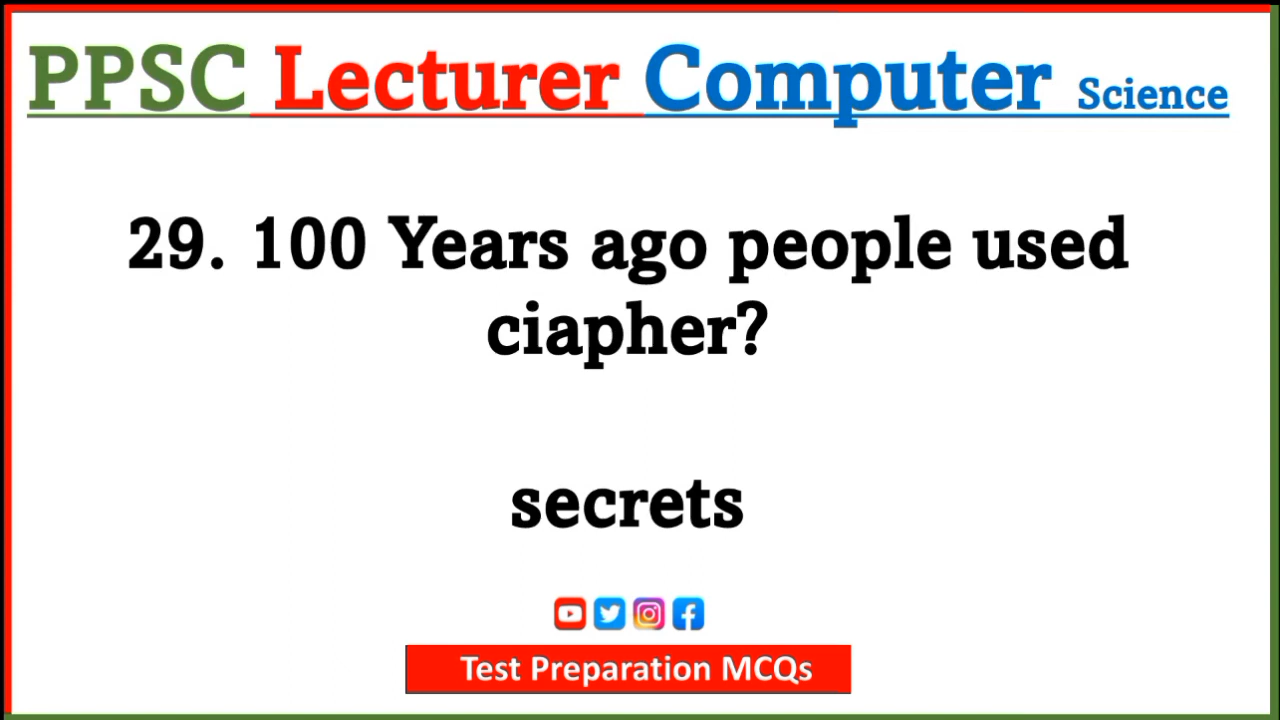 PPSC Lecturer Computer Science
29. 100 Years ago people used
ciapher?
secrets
Test Preparation MCQs